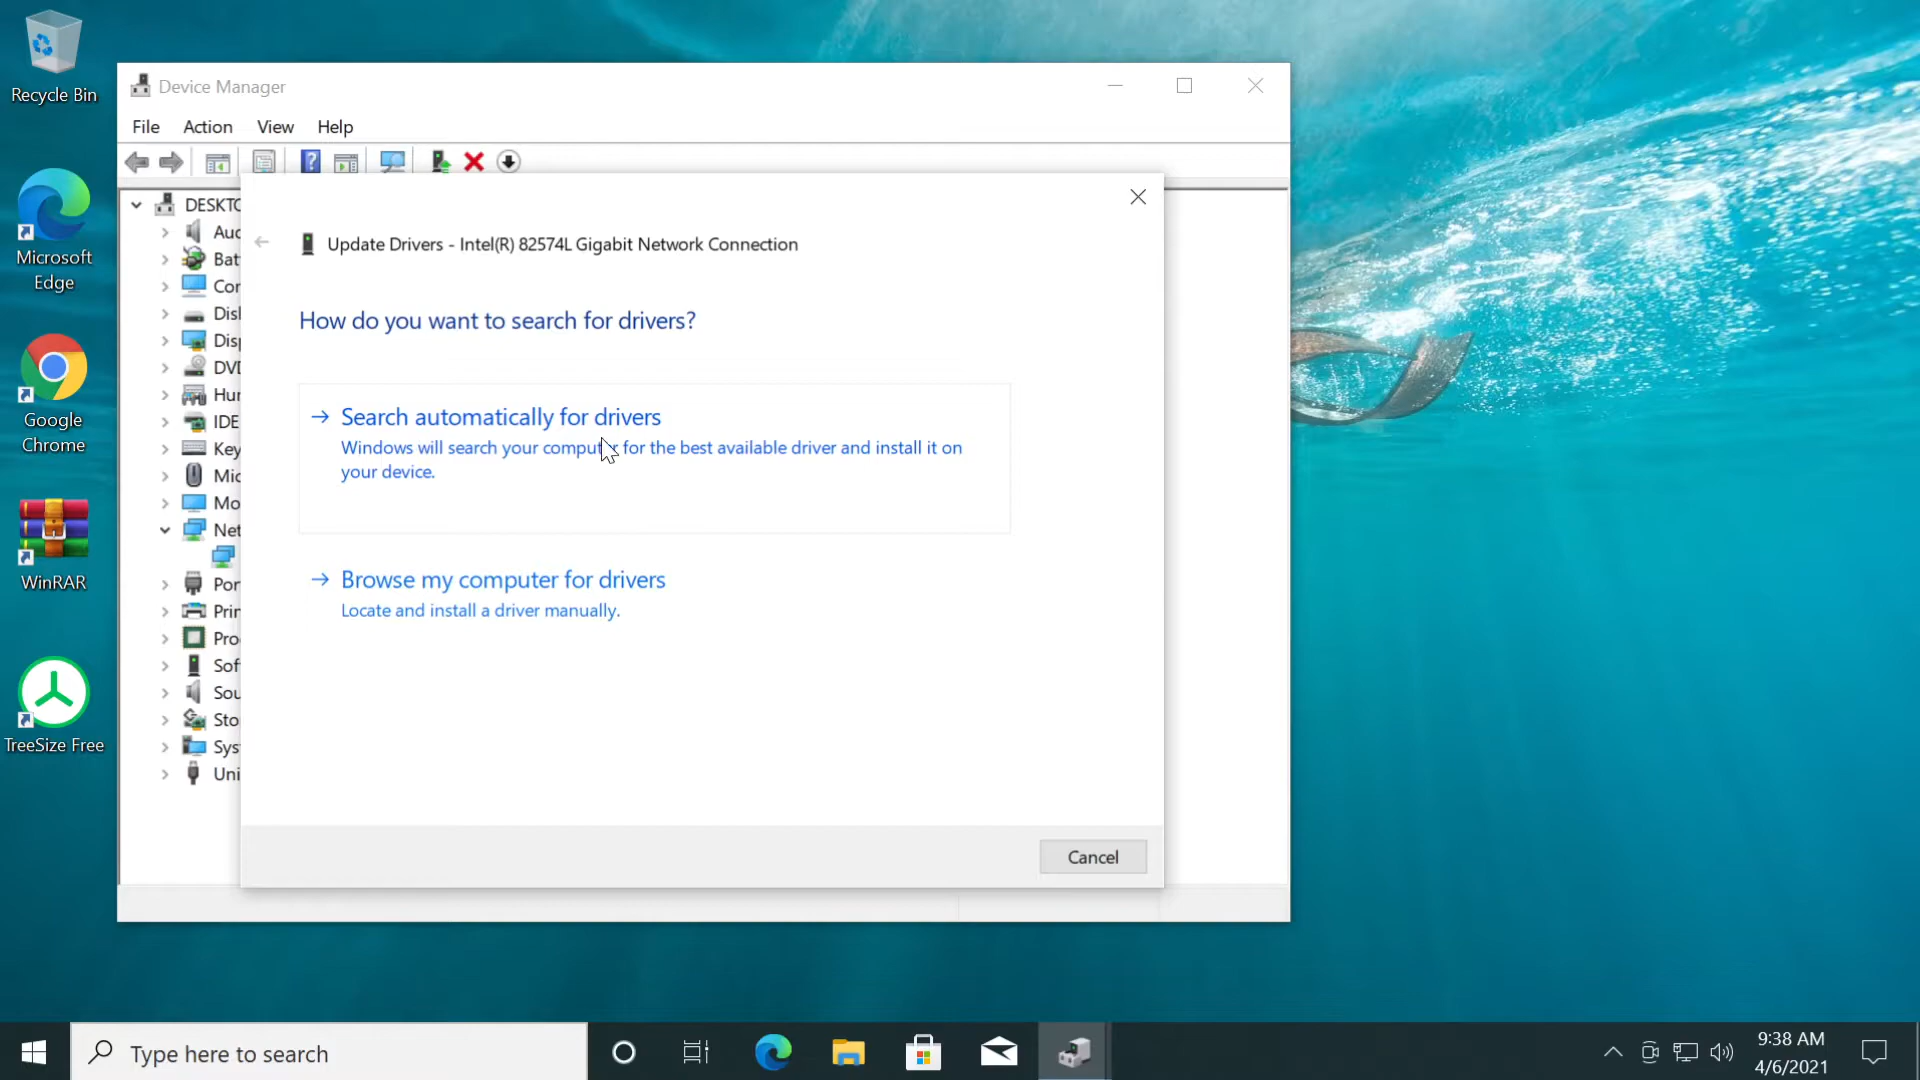 Recycle Bin
Microsoft
Edge
Google
Chrome
WinRAR
TreeSize Free
Device Manager
File Action View Help
DESKTO
Aud
Bat
Con
Disk
Disp
DVD
Hun
IDE
Key
Mic
Mo
Net
Por
Prin
Pro
Sof
Sou
Sto
Sys
Uni
Update Drivers - Intel(R) 82574L Gigabit Network Connection
How do you want to search for drivers?
Search automatically for drivers
Windows will search your computer for the best available driver and install it on
your device.
Browse my computer for drivers
Locate and install a driver manually.
Cancel
Type here to search
9:38 AM
4/6/2021